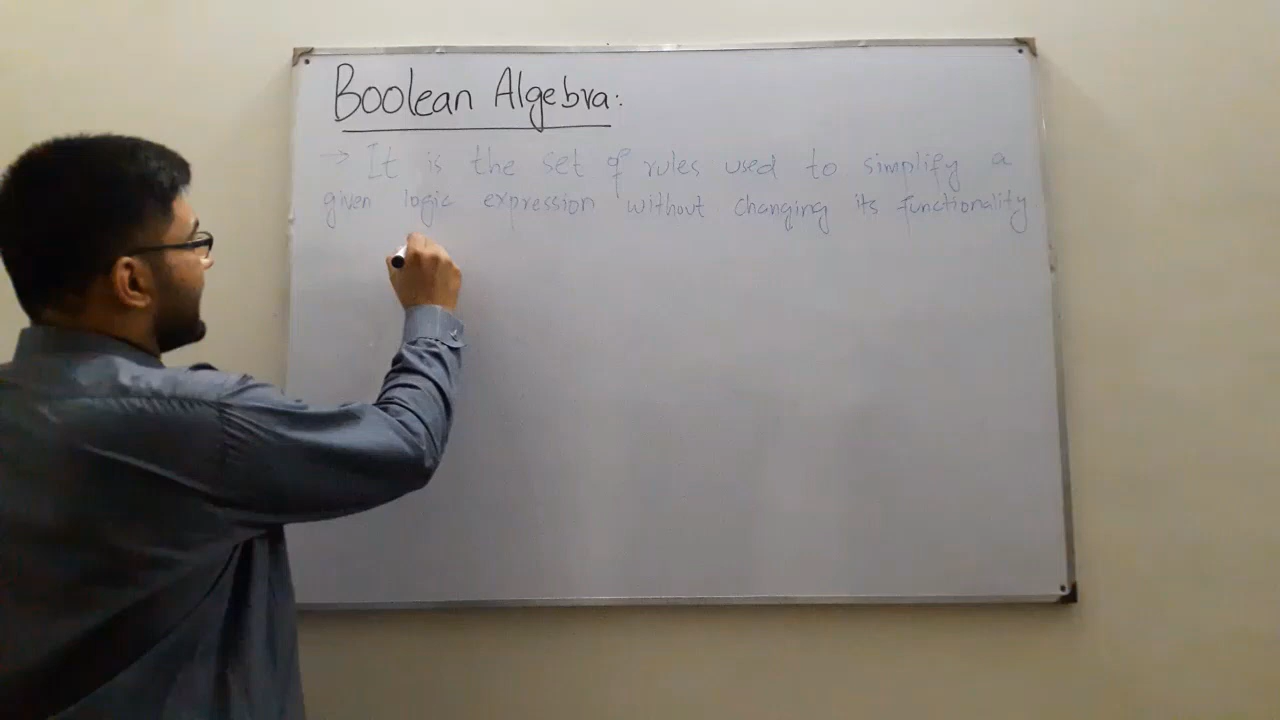 Boolean Algebra:
→ It is the set of rules used to simplify a
given logic expression without changing its functionality